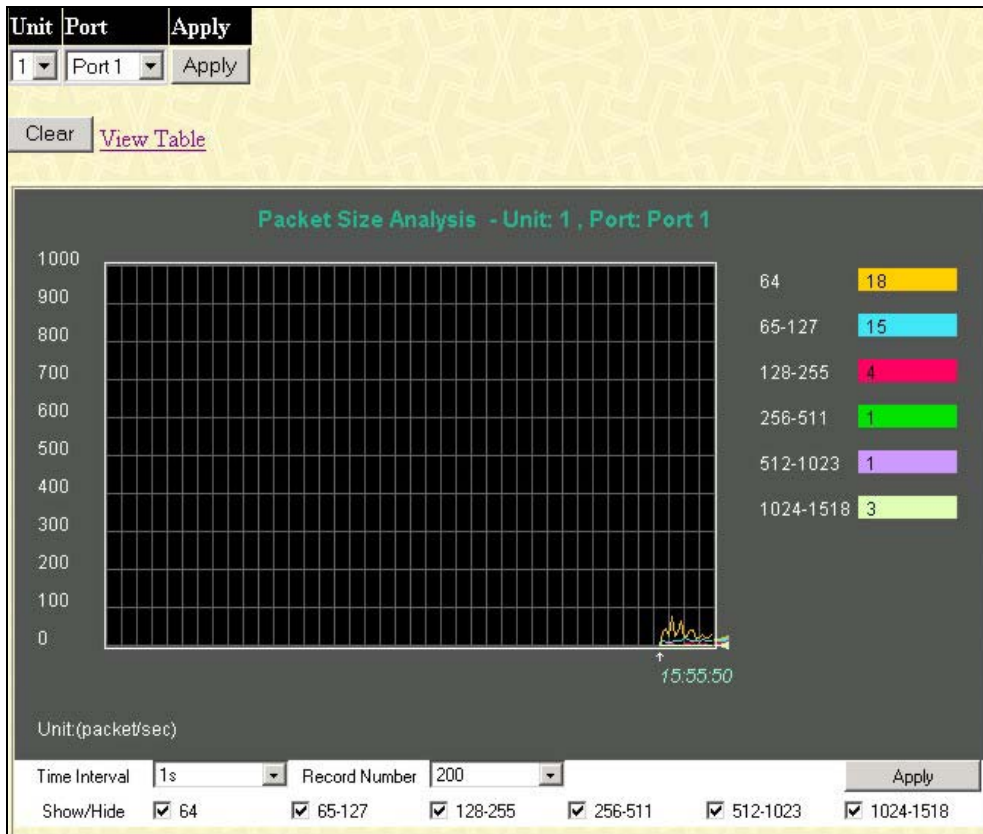 Unit Port Apply
1 Port 1 Apply
Clear View Table
Packet Size Analysis - Unit: 1 , Port: Port 1
1000
900
800
700
600
500
400
300
200
100
0
64 18
65-127 15
128-255 4
256-511 1
512-1023 1
1024-1518 3
15:55:50
Unit:(packet/sec)
Time Interval 1s Record Number 200 Apply
Show/Hide 64 65-127 128-255 256-511 512-1023 1024-1518